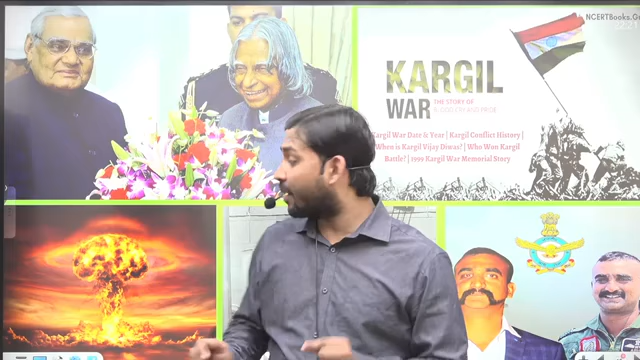 NCERTBooks.Gu
KARGIL
WAR THE STORY OF
Kargil War Date & Year | Kargil Conflict History |
When is Kargil Vijay Diwas? | Who Won Kargil
Battle? | 1999 Kargil War Memorial Story